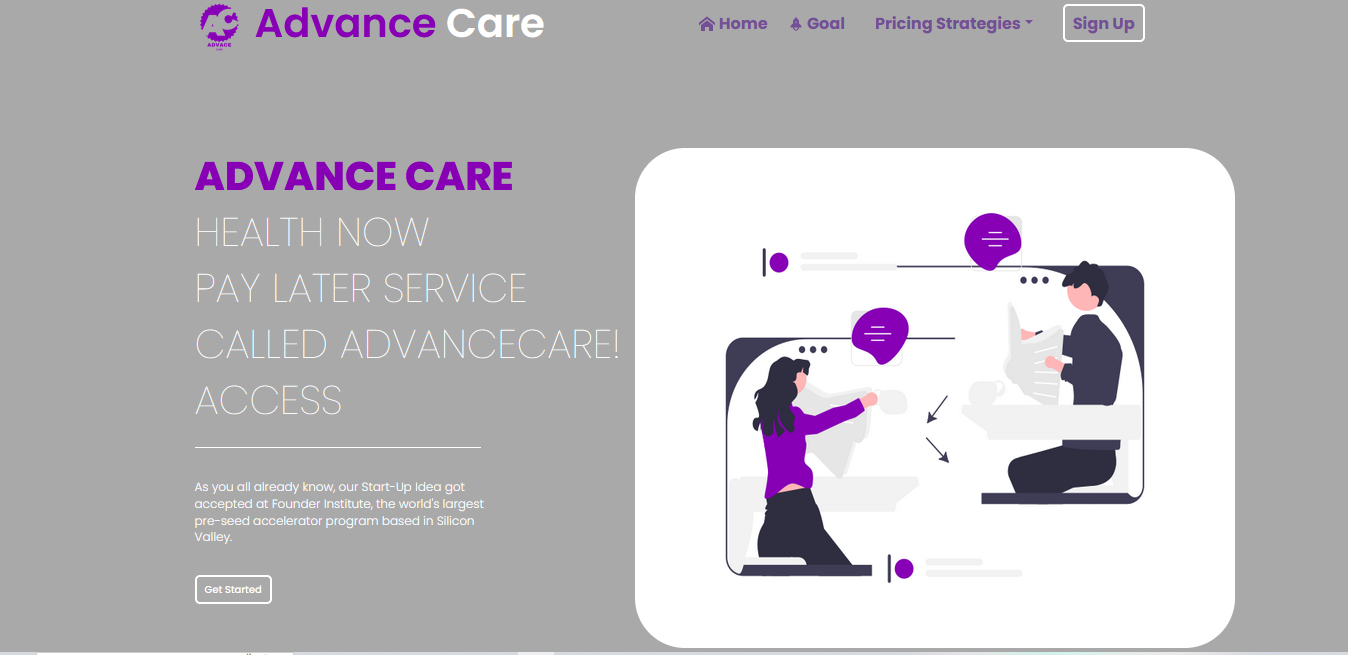 ADVACE
Advance Care
Home
Goal
Pricing Strategies
Sign Up
ADVANCE CARE
HEALTH NOW
PAY LATER SERVICE
CALLED ADVANCECARE!
ACCESS
As you all already know, our Start-Up Idea got
accepted at Founder Institute, the world's largest
pre-seed accelerator program based in Silicon
Valley.
Get Started